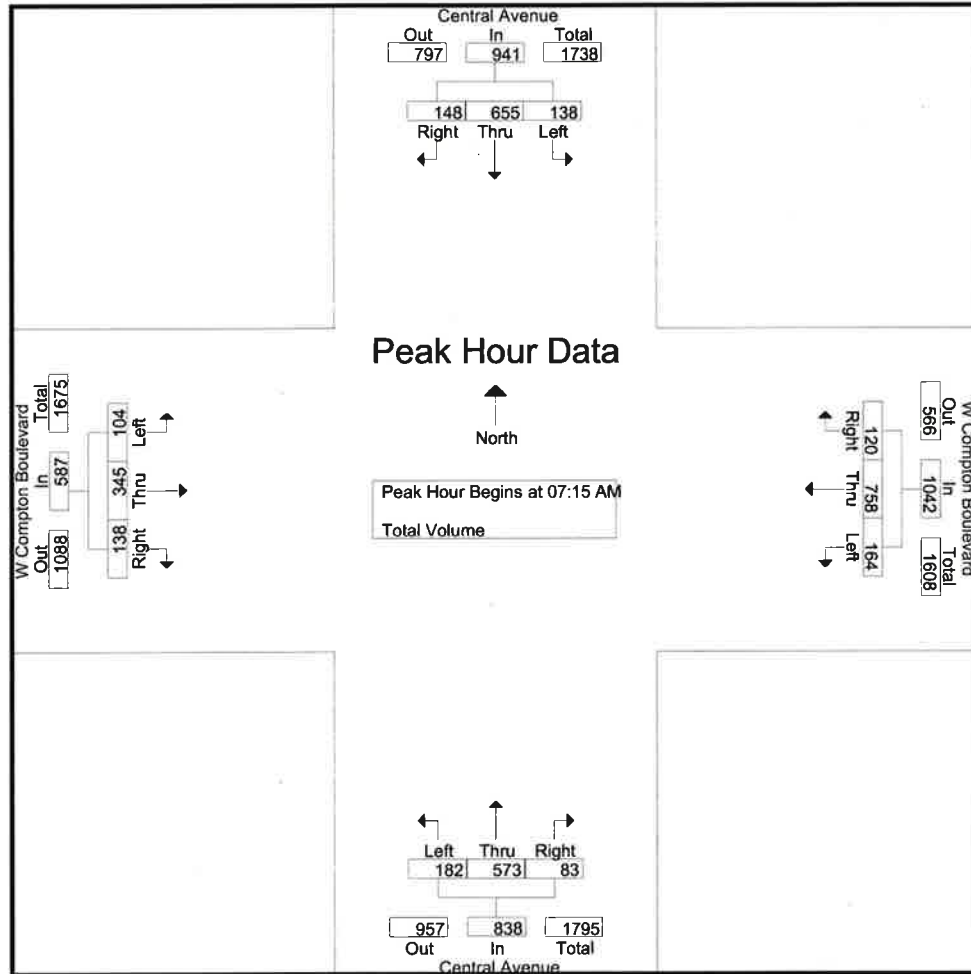 Central Avenue
Out In Total
797 941 1738
148 655 138
Right Thru Left
Peak Hour Data
North
Peak Hour Begins at 07:15 AM
Total Volume
W Compton Boulevard
Total In Out
1675 587 1088
104 345 138
Left Thru Right
W Compton Boulevard
Out In Total
566 1042 1608
120 758 164
Right Thru Left
Left Thru Right
182 573 83
957 838 1795
Out In Total
Central Avenue